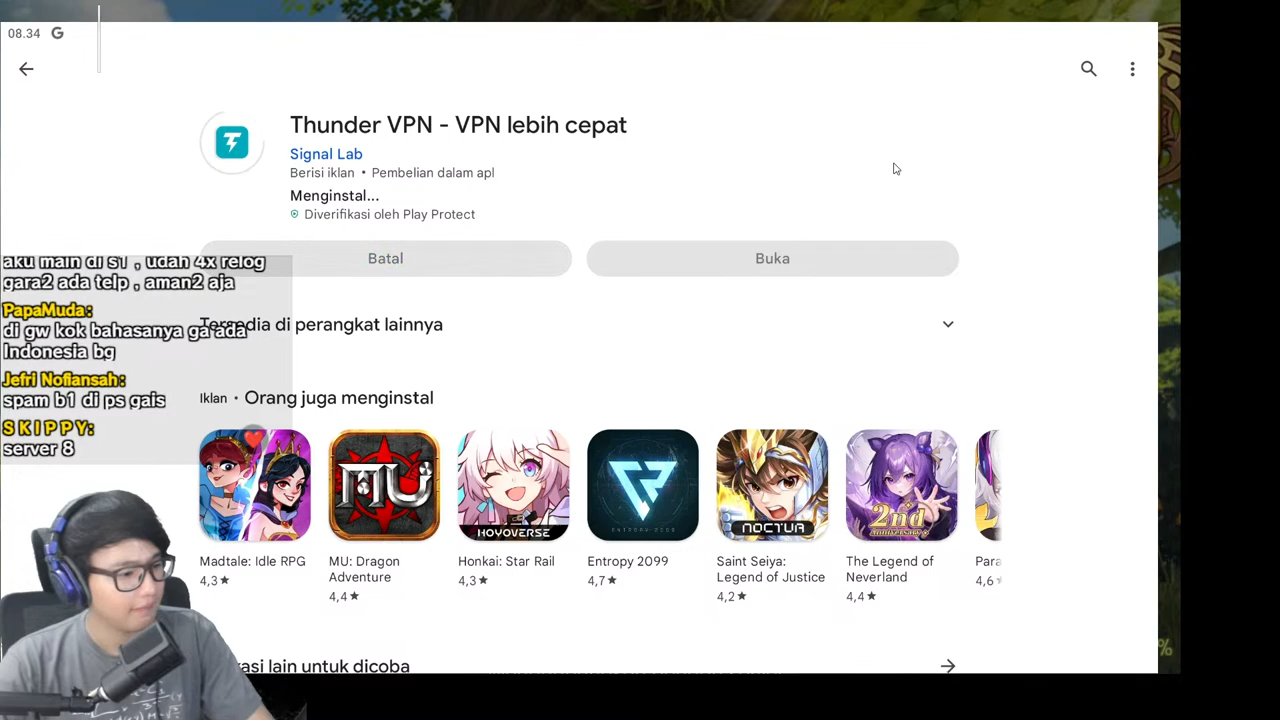 08.34 G
Thunder VPN - VPN lebih cepat
Signal Lab
Berisi iklan • Pembelian dalam apl
Menginstal...
Diverifikasi oleh Play Protect
Batal
Buka
aku main di s1 , udah 4x relog
gara2 ada telp , aman2 aja
PapaMuda:
di gw kok bahasanya ga ada
Indonesia bg
Jefri Nofiansah:
spam b1 di ps gais
S K I P P Y:
server 8
Tersedia di perangkat lainnya
Iklan • Orang juga menginstal
MU
HOYOVERSE
ENTROPY 2099
NOCTUA
2nd
Madtale: Idle RPG
4,3★
MU: Dragon
Adventure
4,4★
Honkai: Star Rail
4,3★
Entropy 2099
4,7★
Saint Seiya:
Legend of Justice
4,2★
The Legend of
Neverland
4,4★
Para
4,6
asi lain untuk dicoba
%